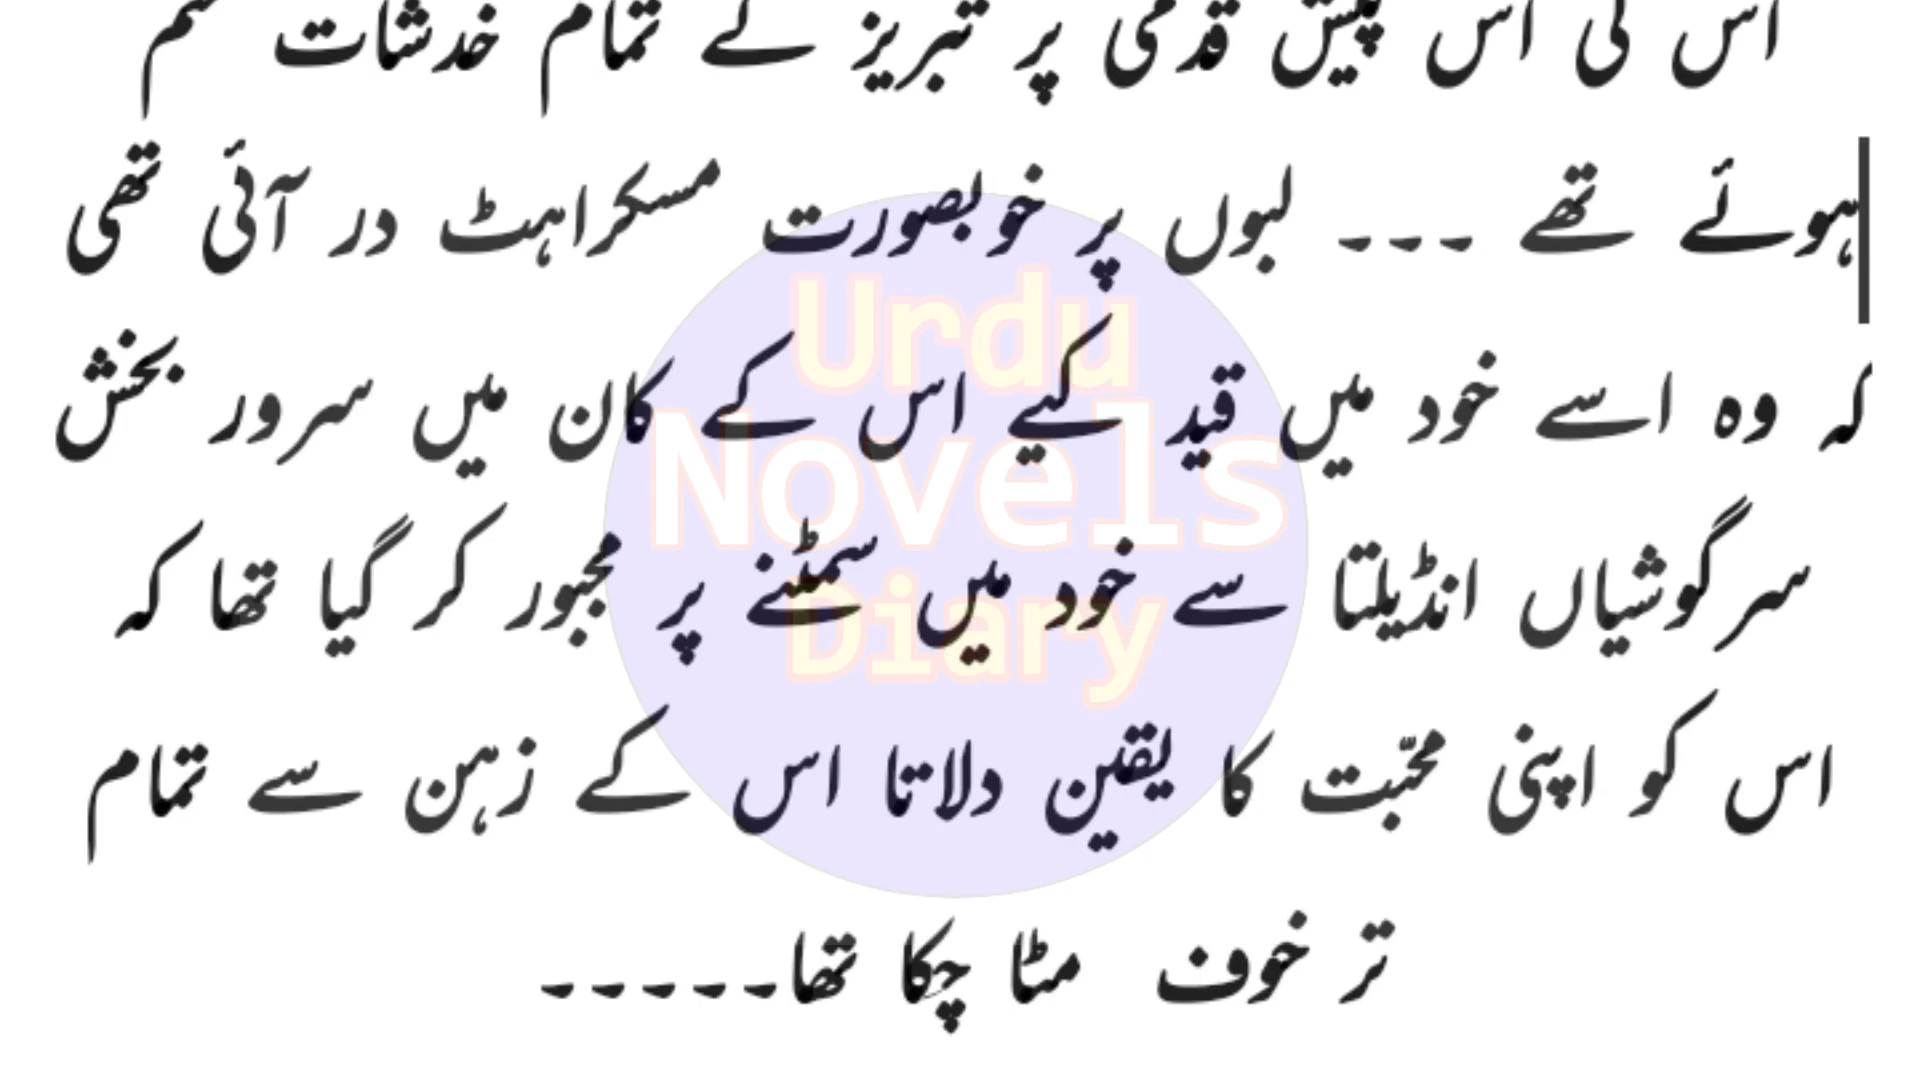 اس کی اس پیش قدمی پر تبریز کے تمام خدشات ختم
ہوئے تھے ۔۔۔ لبوں پر خوبصورت مسکراہٹ در آئی تھی
کہ وہ اسے خود میں قید کیے اس کے کان میں سرور بخش
سرگوشیاں انڈیلتا سے خود میں سمٹنے پر مجبور کر گیا تھا کہ
اس کو اپنی محبّت کا یقین دلاتا اس کے زہن سے تمام
تر خوف مٹا چکا تھا۔۔۔۔۔
Urdu
Novels
Diary